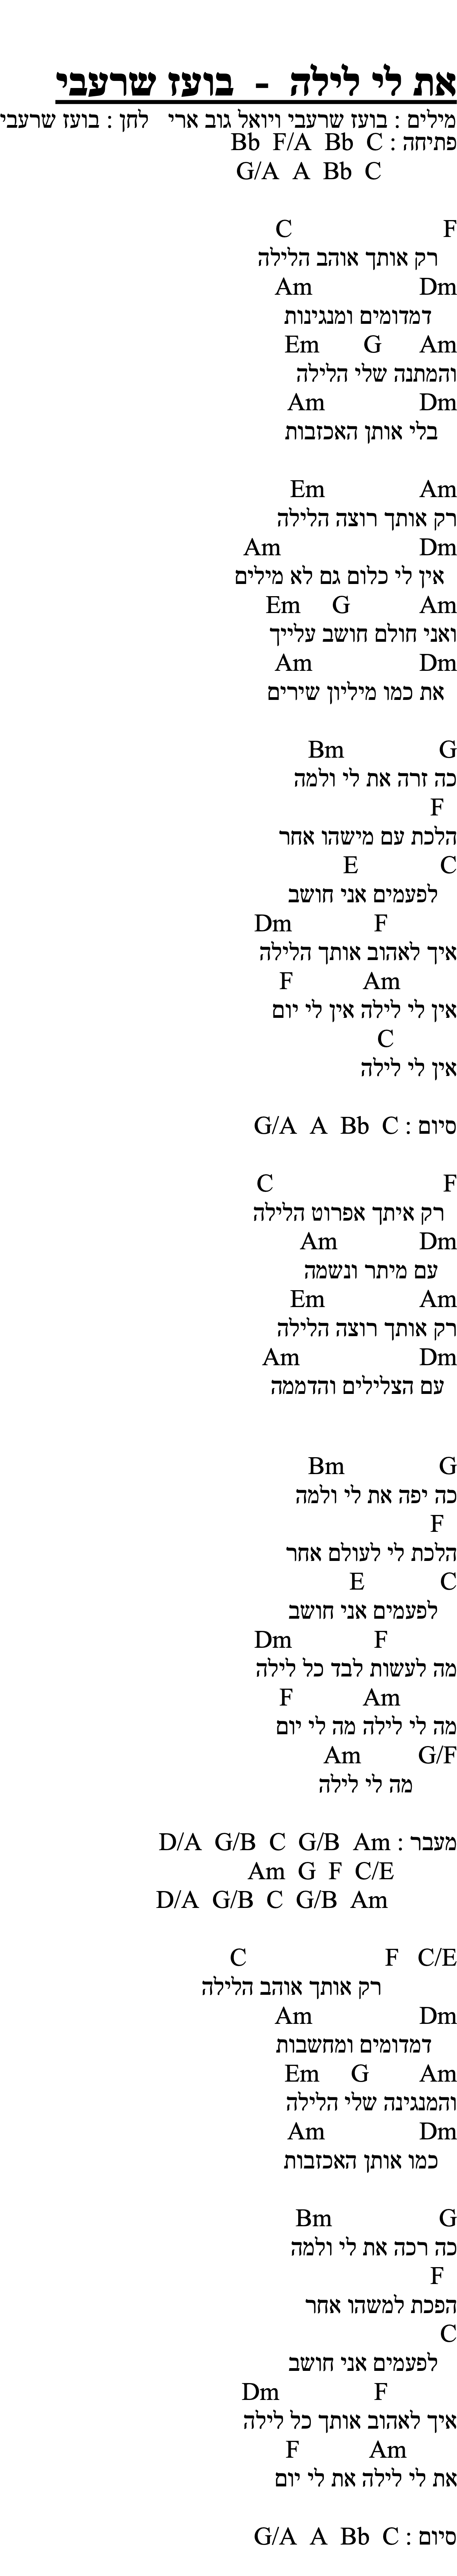 את לי לילה - בועז שרעבי
מילים : בועז שרעבי ויואל גוב ארי   לחן : בועז שרעבי
פתיחה : Bb  F/A  Bb  C
G/A  A  Bb  C
C F
רק אותך אוהב הלילה
Am Dm
דמדומים ומנגינות
Em G Am
והמתנה שלי הלילה
Am Dm
בלי אותן האכזבות
Em Am
רק אותך רוצה הלילה
Am Dm
אין לי כלום גם לא מילים
Em G Am
ואני חולם חושב עלייך
Am Dm
את כמו מיליון שירים
Bm G
כה זרה את לי ולמה
F
הלכת עם מישהו אחר
E C
לפעמים אני חושב
Dm F
איך לאהוב אותך הלילה
F Am
אין לי לילה אין לי יום
C
אין לי לילה
סיום : G/A  A  Bb  C
C F
רק איתך אפרוט הלילה
Am Dm
עם מיתר ונשמה
Em Am
רק אותך רוצה הלילה
Am Dm
עם הצלילים והדממה
Bm G
כה יפה את לי ולמה
F
הלכת לי לעולם אחר
E C
לפעמים אני חושב
Dm F
מה לעשות לבד כל לילה
F Am
מה לי לילה מה לי יום
Am G/F
מה לי לילה
מעבר : D/A  G/B  C  G/B  Am
Am  G  F  C/E
D/A  G/B  C  G/B  Am
C F C/E
רק אותך אוהב הלילה
Am Dm
דמדומים ומחשבות
Em G Am
והמנגינה שלי הלילה
Am Dm
כמו אותן האכזבות
Bm G
כה רכה את לי ולמה
F
הפכת למשהו אחר
C
לפעמים אני חושב
Dm F
איך לאהוב אותך כל לילה
F Am
את לי לילה את לי יום
סיום : G/A  A  Bb  C